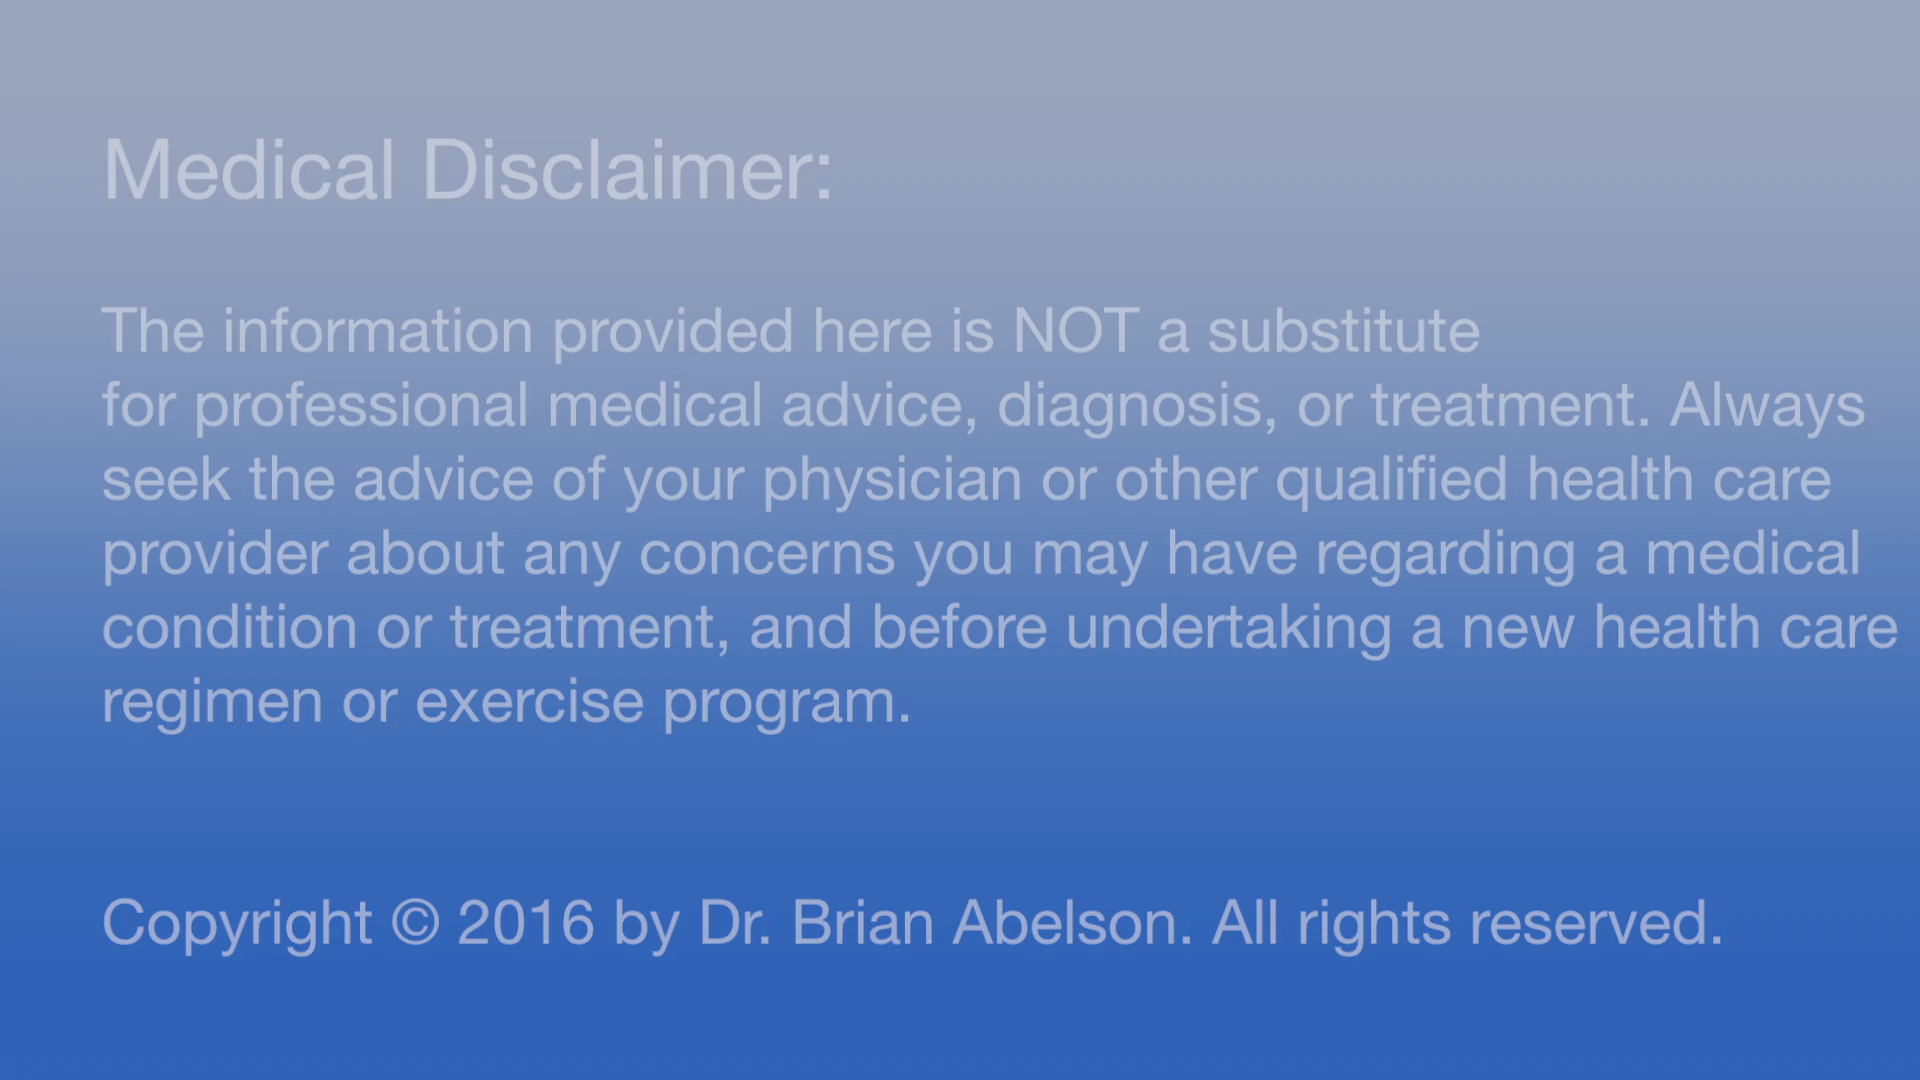 Medical Disclaimer:
The information provided here is NOT a substitute
for professional medical advice, diagnosis, or treatment. Always
seek the advice of your physician or other qualified health care
provider about any concerns you may have regarding a medical
condition or treatment, and before undertaking a new health care
regimen or exercise program.
Copyright © 2016 by Dr. Brian Abelson. All rights reserved.